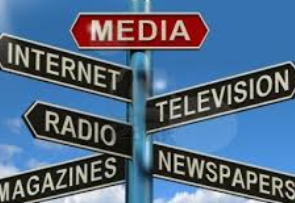 MEDIA
INTERNET
TELEVISION
RADIO
NEWSPAPERS
MAGAZINES